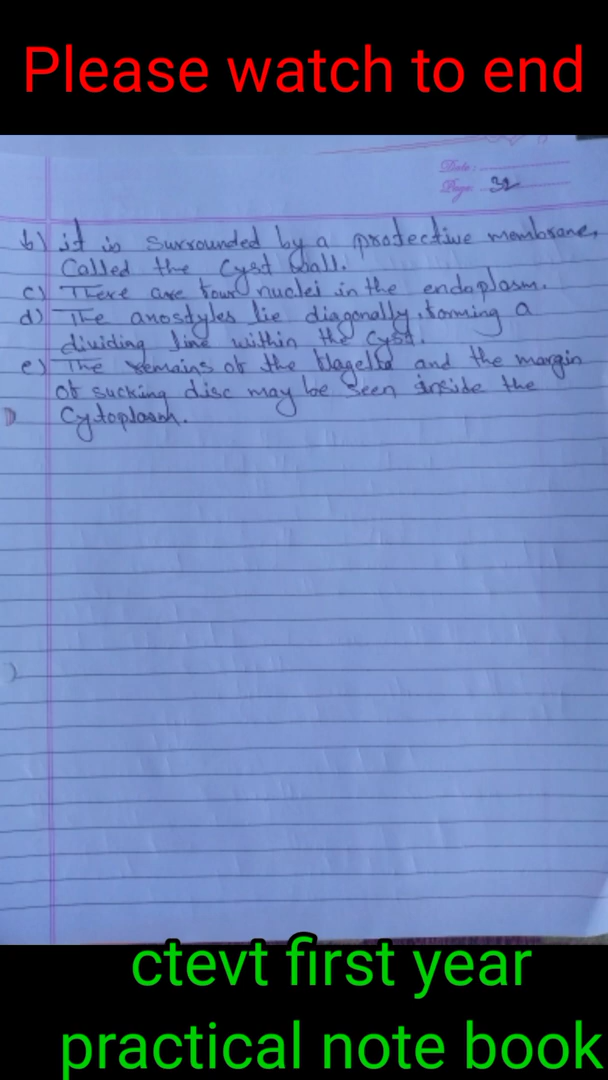 Please watch to end
Date:
Page: 32
b) it is surrounded by a protective membrane,
Called the Cyst wall.
c) There are four nuclei in the endoplasm.
d) The anostyles lie diagonally, forming a
dividing line within the Cyst.
e) The remains of the flagella and the margin
of sucking disc may be Seen inside the
Cytoplasm.
ctevt first year
practical note book